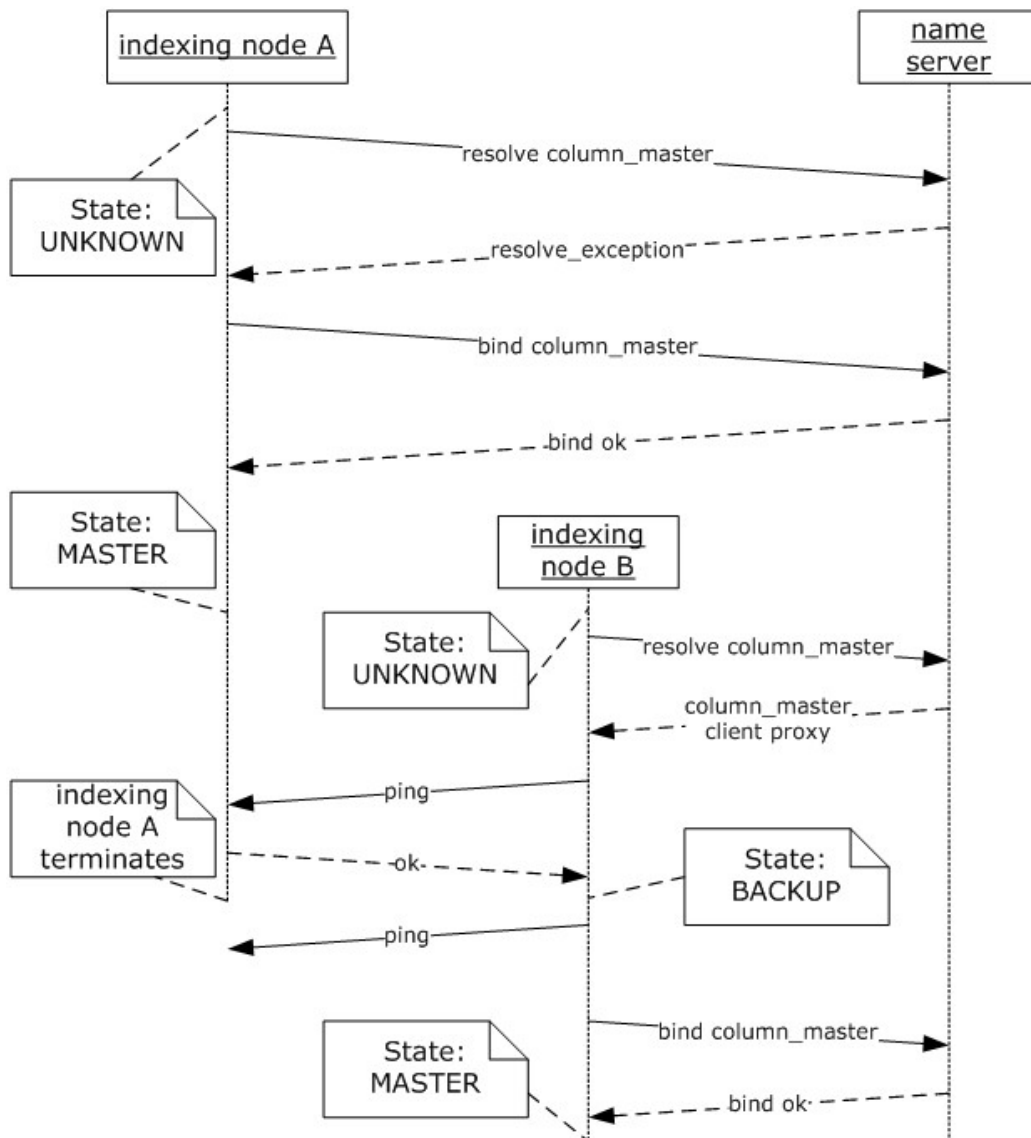 indexing node A
name
server
resolve column_master
State:
UNKNOWN
resolve_exception
bind column_master
bind ok
State:
MASTER
indexing
node B
State:
UNKNOWN
resolve column_master
column_master
client proxy
ping
indexing
node A
terminates
ok
State:
BACKUP
ping
bind column_master
State:
MASTER
bind ok